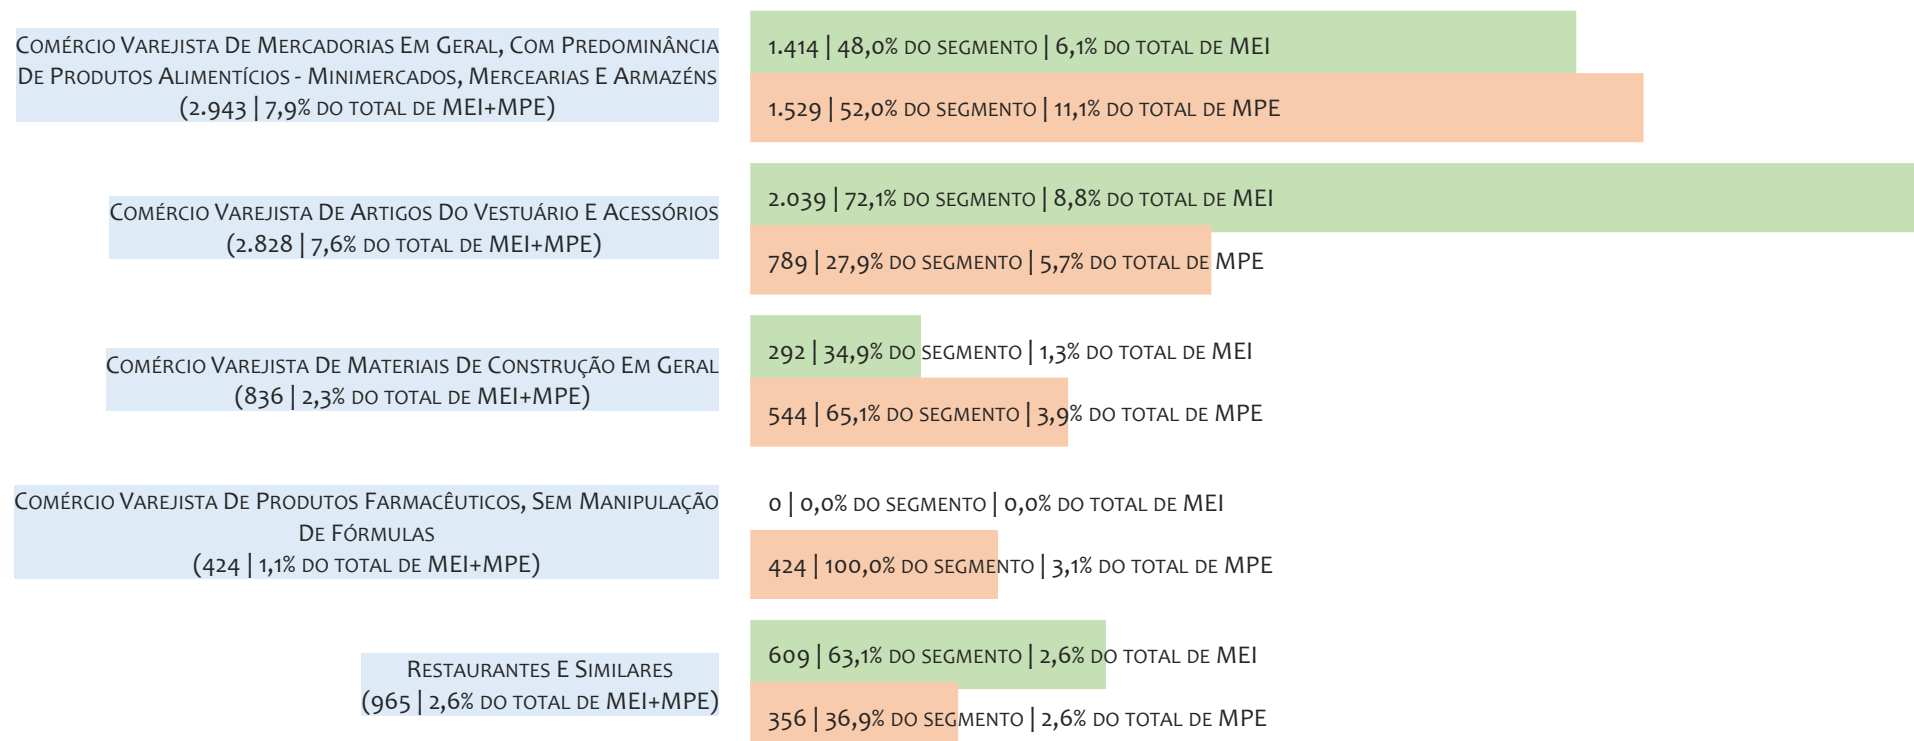 Comércio Varejista De Mercadorias Em Geral, Com Predominância
De Produtos Alimentícios - Minimercados, Mercearias E Armazéns
(2.943 | 7,9% do total de MEI+MPE)
1.414 | 48,0% do segmento | 6,1% do total de MEI
1.529 | 52,0% do segmento | 11,1% do total de MPE
Comércio Varejista De Artigos Do Vestuário E Acessórios
(2.828 | 7,6% do total de MEI+MPE)
2.039 | 72,1% do segmento | 8,8% do total de MEI
789 | 27,9% do segmento | 5,7% do total de MPE
Comércio Varejista De Materiais De Construção Em Geral
(836 | 2,3% do total de MEI+MPE)
292 | 34,9% do segmento | 1,3% do total de MEI
544 | 65,1% do segmento | 3,9% do total de MPE
Comércio Varejista De Produtos Farmacêuticos, Sem Manipulação
De Fórmulas
(424 | 1,1% do total de MEI+MPE)
0 | 0,0% do segmento | 0,0% do total de MEI
424 | 100,0% do segmento | 3,1% do total de MPE
Restaurantes E Similares
(965 | 2,6% do total de MEI+MPE)
609 | 63,1% do segmento | 2,6% do total de MEI
356 | 36,9% do segmento | 2,6% do total de MPE